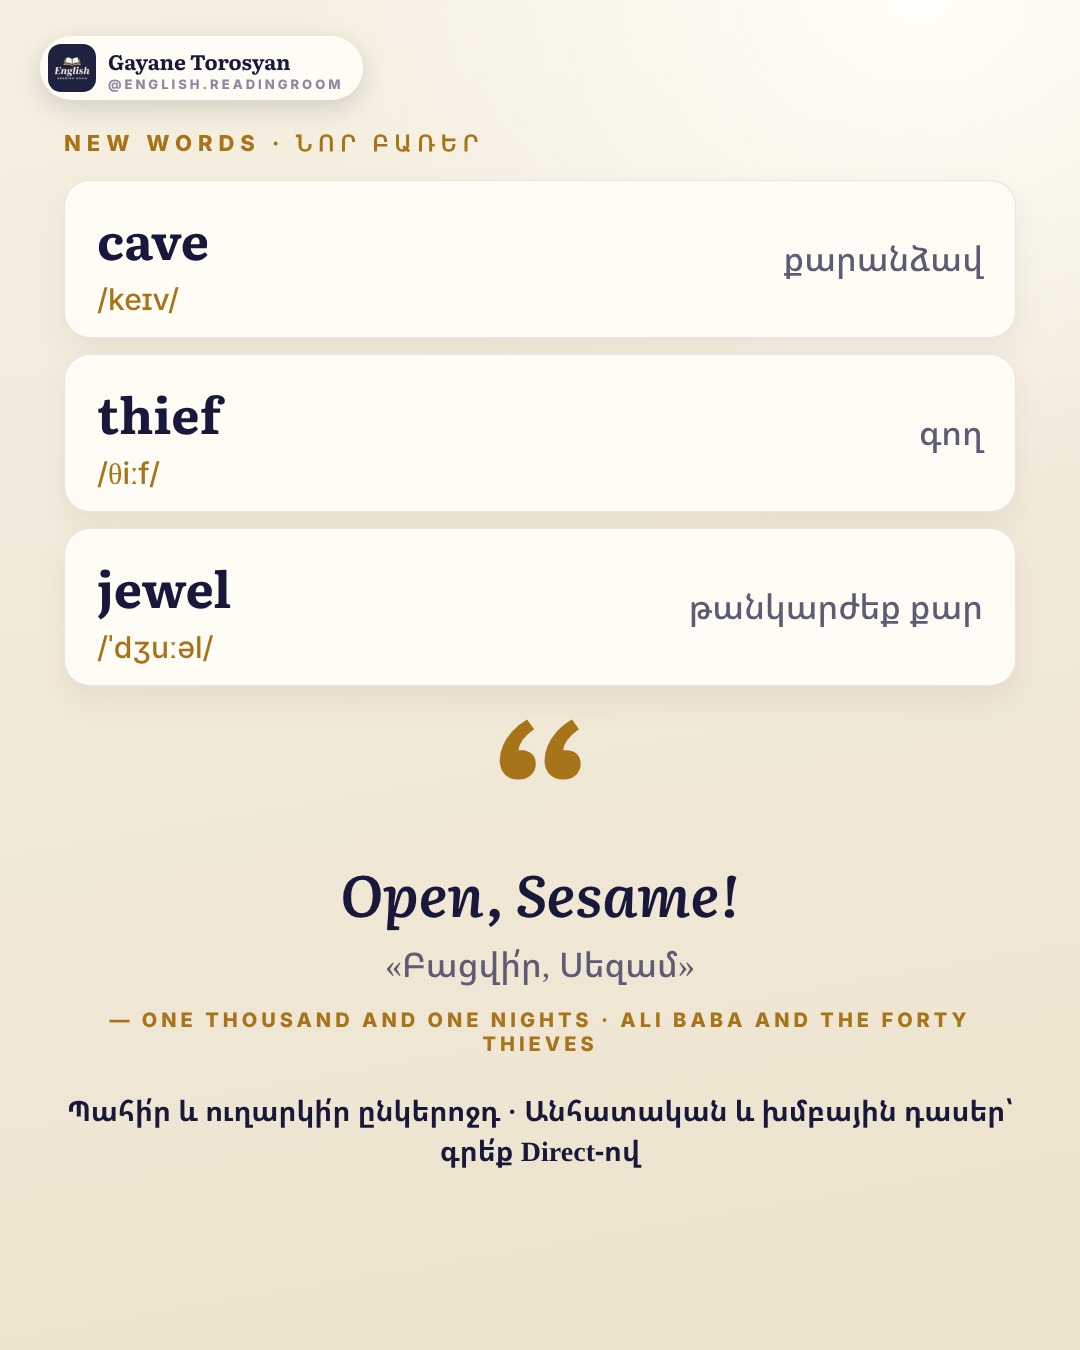 English
Gayane Torosyan
@ENGLISH.READINGROOM
NEW WORDS · ՆՈՐ ԲԱՌԵՐ
cave
քարանձավ
/keɪv/
thief
գող
/θiːf/
jewel
թանկարժեք քար
/ˈdʒuːəl/
“
Open, Sesame!
«Բացվի՛ր, Սեզամ»
— ONE THOUSAND AND ONE NIGHTS · ALI BABA AND THE FORTY
THIEVES
Պահի՛ր և ուղարկի՛ր ընկերոջդ · Անհատական և խմբային դասեր՝
գրե՛ք Direct-ով